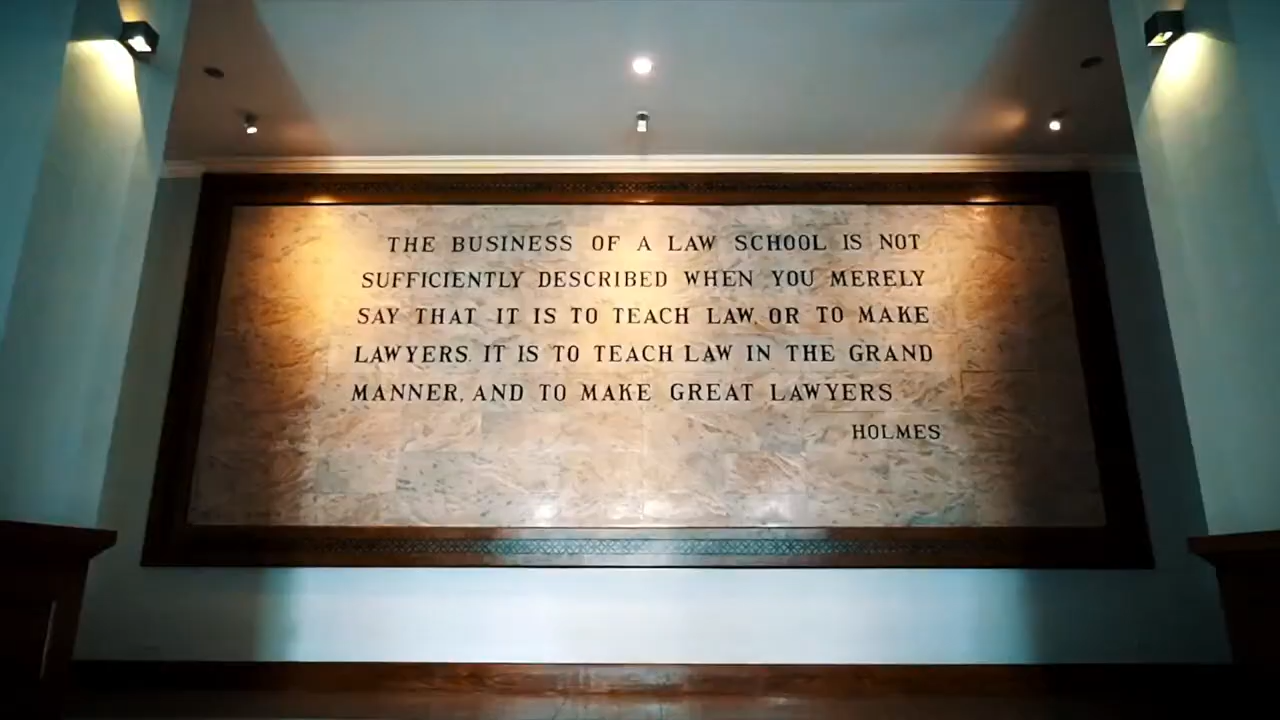 THE BUSINESS OF A LAW SCHOOL IS NOT
SUFFICIENTLY DESCRIBED WHEN YOU MERELY
SAY THAT IT IS TO TEACH LAW, OR TO MAKE
LAWYERS. IT IS TO TEACH LAW IN THE GRAND
MANNER, AND TO MAKE GREAT LAWYERS
HOLMES